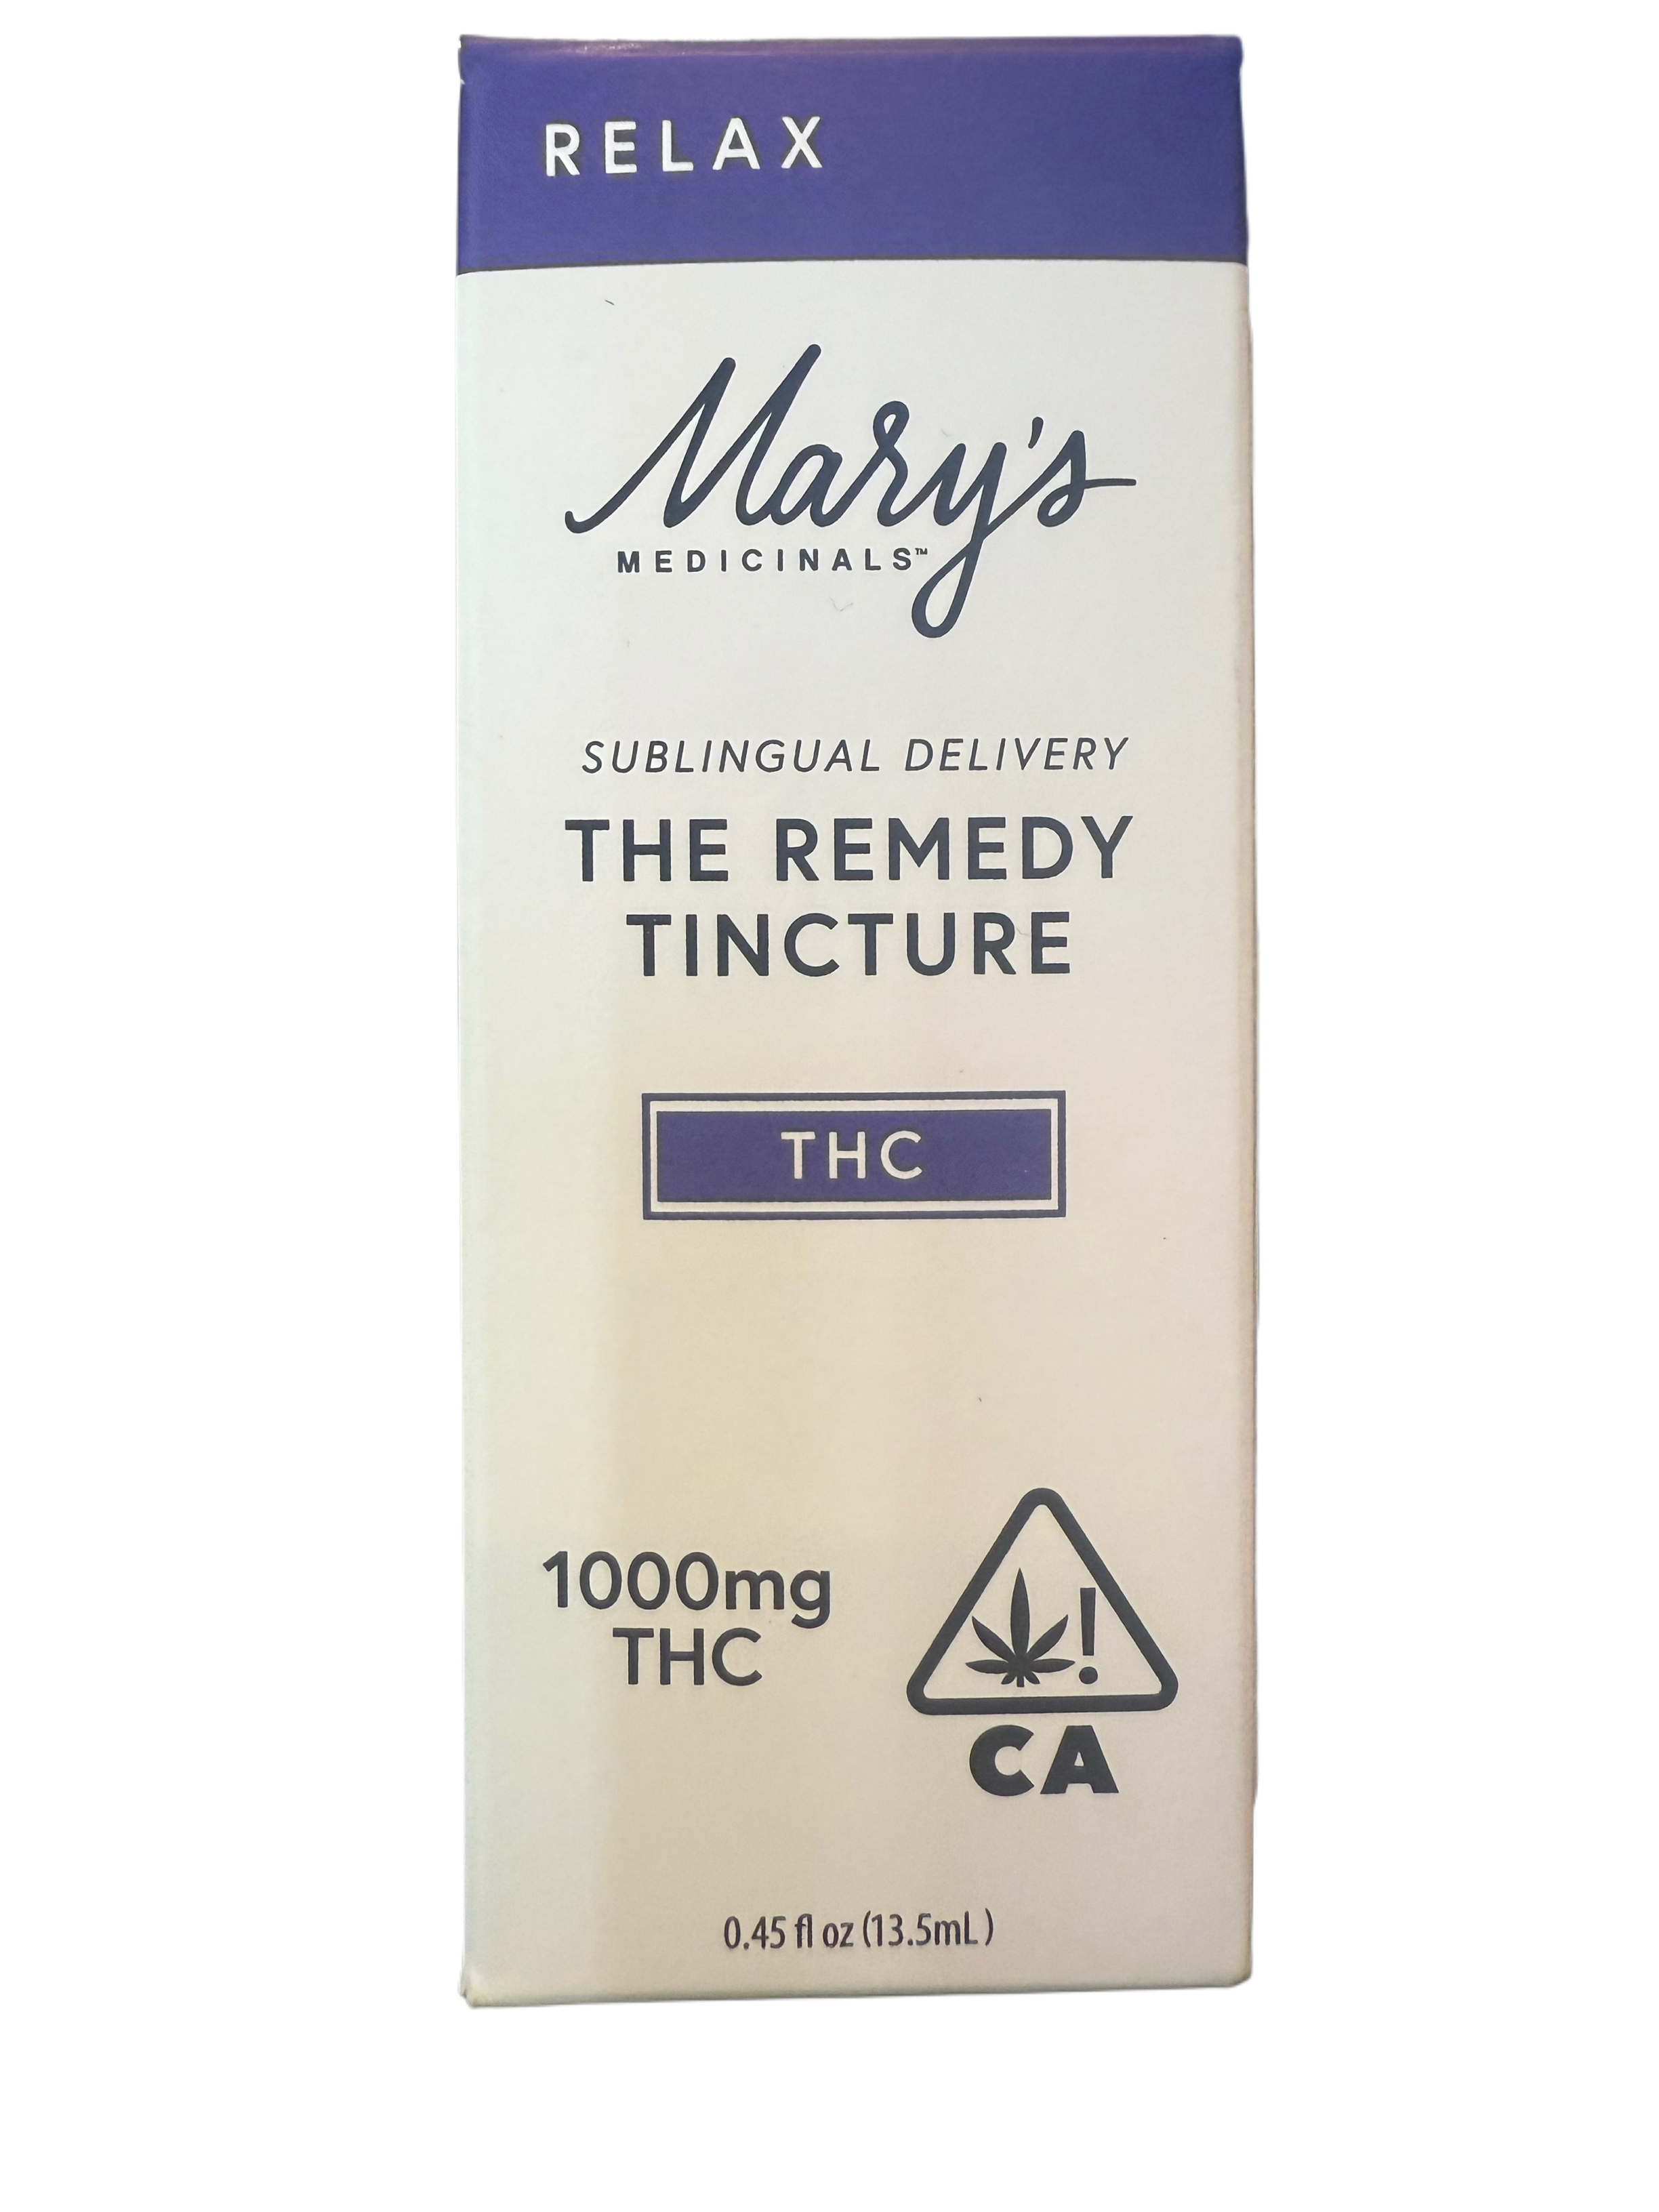 RELAX
Mary's
MEDICINALS™
SUBLINGUAL DELIVERY
THE REMEDY
TINCTURE
THC
1000mg
THC
!
CA
0.45 fl oz (13.5mL)